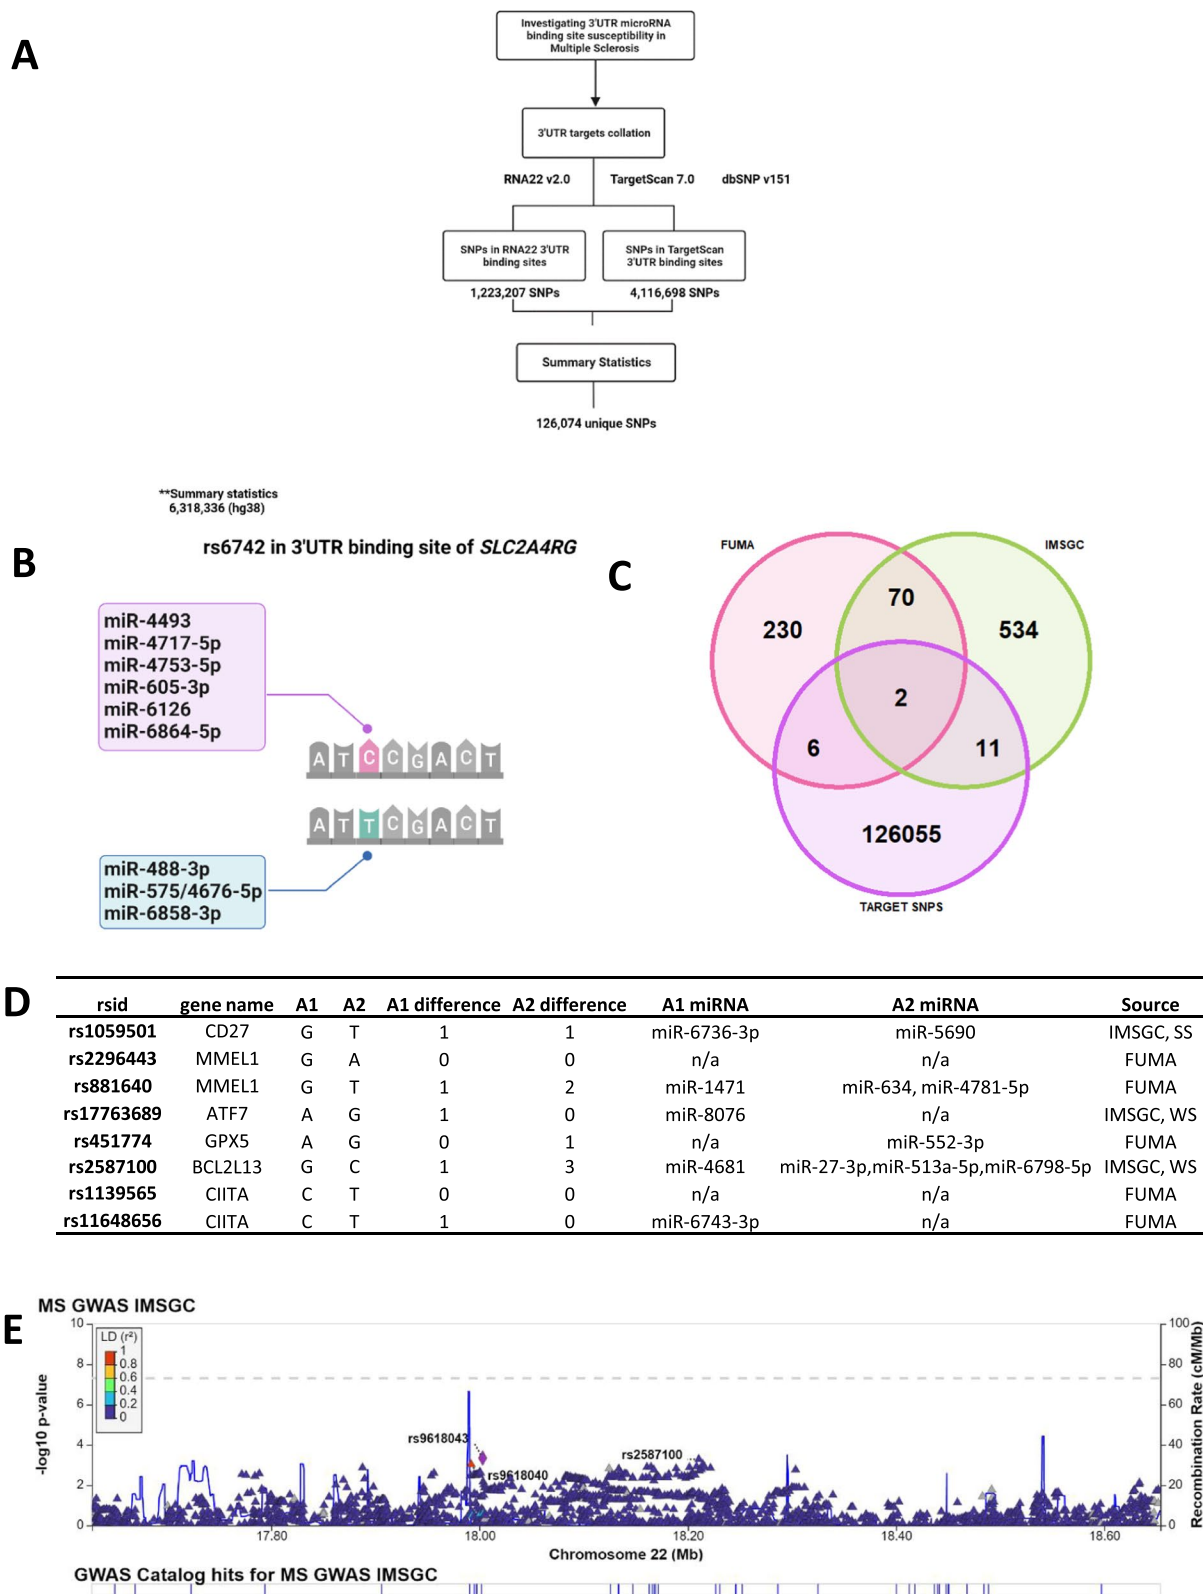 A
Investigating 3'UTR microRNA
binding site susceptibility in
Multiple Sclerosis
3'UTR targets collation
RNA22 v2.0 TargetScan 7.0 dbSNP v151
SNPs in RNA22 3'UTR
binding sites
SNPs in TargetScan
3'UTR binding sites
1,223,207 SNPs 4,116,698 SNPs
Summary Statistics
126,074 unique SNPs
**Summary statistics
6,318,336 (hg38)
B
rs6742 in 3'UTR binding site of SLC2A4RG
miR-4493
miR-4717-5p
miR-4753-5p
miR-605-3p
miR-6126
miR-6864-5p
A T C C G A C T
A T T C G A C T
miR-488-3p
miR-575/4676-5p
miR-6858-3p
C
FUMA IMSGC
70
230 534
2
6 11
126055
TARGET SNPS
D
rsid gene name A1 A2 A1 difference A2 difference A1 miRNA A2 miRNA Source
rs1059501 CD27 G T 1 1 miR-6736-3p miR-5690 IMSGC, SS
rs2296443 MMEL1 G A 0 0 n/a n/a FUMA
rs881640 MMEL1 G T 1 2 miR-1471 miR-634, miR-4781-5p FUMA
rs17763689 ATF7 A G 1 0 miR-8076 n/a IMSGC, WS
rs451774 GPX5 A G 0 1 n/a miR-552-3p FUMA
rs2587100 BCL2L13 G C 1 3 miR-4681 miR-27-3p,miR-513a-5p,miR-6798-5p IMSGC, WS
rs1139565 CIITA C T 0 0 n/a n/a FUMA
rs11648656 CIITA C T 1 0 miR-6743-3p n/a FUMA
E
MS GWAS IMSGC
10 100
LD (r²)
1
0.8
0.6
0.4
0.2
0
8 80
6 60
4 40
2 20
0 0
-log10 p-value
Recombination Rate (cM/Mb)
rs9618043
rs9618040
rs2587100
17.80 18.00 18.20 18.40 18.60
Chromosome 22 (Mb)
GWAS Catalog hits for MS GWAS IMSGC